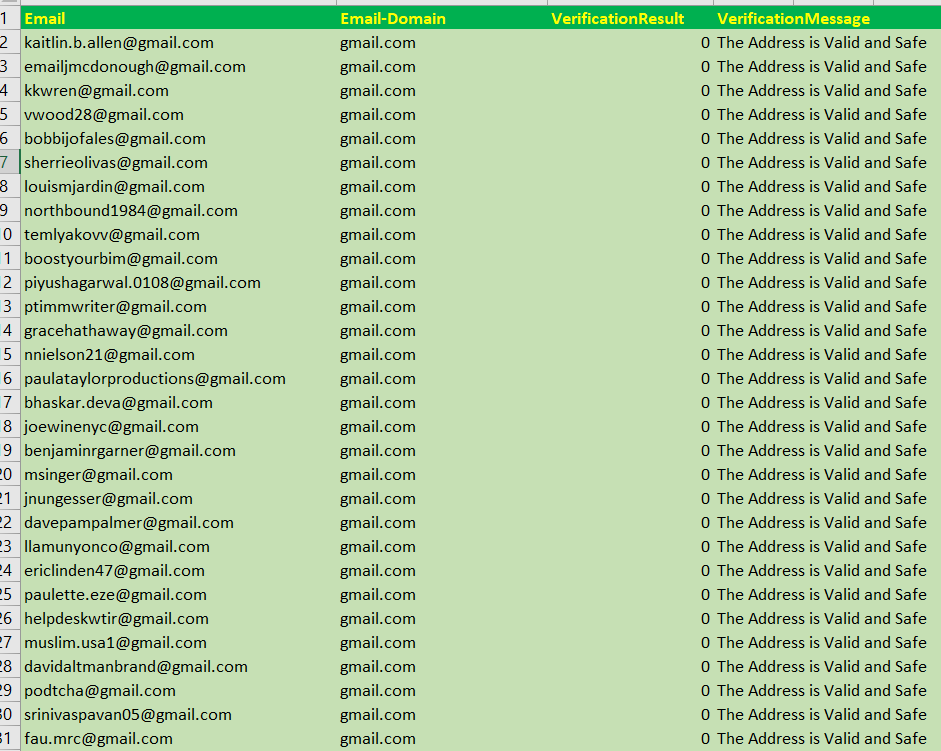 1 Email Email-Domain VerificationResult VerificationMessage
2 kaitlin.b.allen@gmail.com gmail.com 0 The Address is Valid and Safe
3 emailjmcdonough@gmail.com gmail.com 0 The Address is Valid and Safe
4 kkwren@gmail.com gmail.com 0 The Address is Valid and Safe
5 vwood28@gmail.com gmail.com 0 The Address is Valid and Safe
6 bobbijofales@gmail.com gmail.com 0 The Address is Valid and Safe
7 sherrieolivas@gmail.com gmail.com 0 The Address is Valid and Safe
8 louismjardin@gmail.com gmail.com 0 The Address is Valid and Safe
9 northbound1984@gmail.com gmail.com 0 The Address is Valid and Safe
10 temlyakovv@gmail.com gmail.com 0 The Address is Valid and Safe
11 boostyourbim@gmail.com gmail.com 0 The Address is Valid and Safe
12 piyushagarwal.0108@gmail.com gmail.com 0 The Address is Valid and Safe
13 ptimmwriter@gmail.com gmail.com 0 The Address is Valid and Safe
14 gracehathaway@gmail.com gmail.com 0 The Address is Valid and Safe
15 nnielson21@gmail.com gmail.com 0 The Address is Valid and Safe
16 paulataylorproductions@gmail.com gmail.com 0 The Address is Valid and Safe
17 bhaskar.deva@gmail.com gmail.com 0 The Address is Valid and Safe
18 joewinenyc@gmail.com gmail.com 0 The Address is Valid and Safe
19 benjaminrgarner@gmail.com gmail.com 0 The Address is Valid and Safe
20 msinger@gmail.com gmail.com 0 The Address is Valid and Safe
21 jnungesser@gmail.com gmail.com 0 The Address is Valid and Safe
22 davepampalmer@gmail.com gmail.com 0 The Address is Valid and Safe
23 llamunyonco@gmail.com gmail.com 0 The Address is Valid and Safe
24 ericlinden47@gmail.com gmail.com 0 The Address is Valid and Safe
25 paulette.eze@gmail.com gmail.com 0 The Address is Valid and Safe
26 helpdeskwtir@gmail.com gmail.com 0 The Address is Valid and Safe
27 muslim.usa1@gmail.com gmail.com 0 The Address is Valid and Safe
28 davidaltmanbrand@gmail.com gmail.com 0 The Address is Valid and Safe
29 podtcha@gmail.com gmail.com 0 The Address is Valid and Safe
30 srinivaspavan05@gmail.com gmail.com 0 The Address is Valid and Safe
31 fau.mrc@gmail.com gmail.com 0 The Address is Valid and Safe